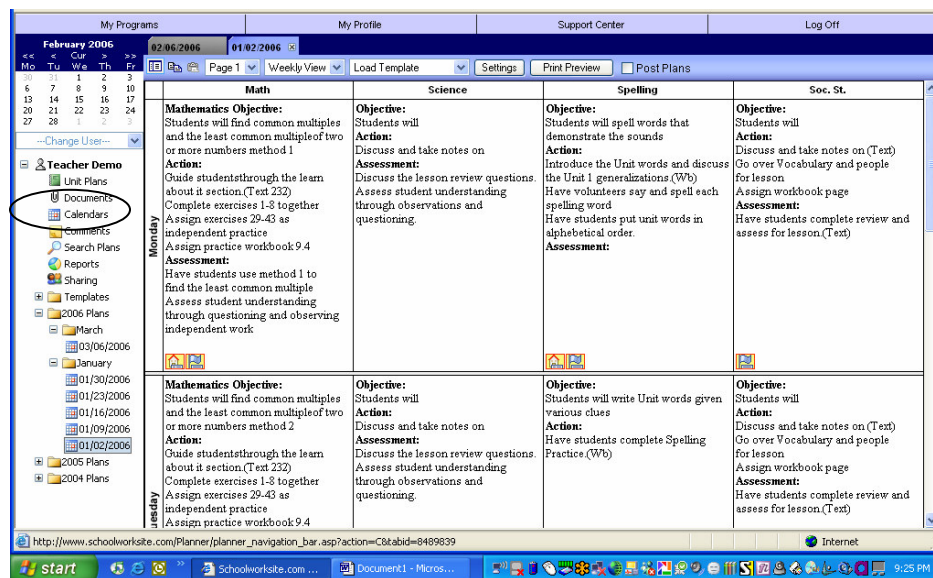 My Programs
My Profile
Support Center
Log Off
February 2006
<< < Cur > >>
Mo Tu We Th Fr
30 31 1 2 3
6 7 8 9 10
13 14 15 16 17
20 21 22 23 24
27 28 1 2 3
---Change User---
Teacher Demo
Unit Plans
Documents
Calendars
Comments
Search Plans
Reports
Sharing
Templates
2006 Plans
March
03/06/2006
January
01/30/2006
01/23/2006
01/16/2006
01/09/2006
01/02/2006
2005 Plans
2004 Plans
02/06/2006
01/02/2006
Page 1
Weekly View
Load Template
Settings
Print Preview
Post Plans
Math
Science
Spelling
Soc. St.
Monday
Mathematics Objective:
Students will find common multiples
and the least common multipleof two
or more numbers method 1
Action:
Guide studentsthrough the learn
about it section.(Text 232)
Complete exercises 1-8 together
Assign exercises 29-43 as
independent practice
Assign practice workbook 9.4
Assessment:
Have students use method 1 to
find the least common multiple
Assess student understanding
through questioning and observing
independent work
Objective:
Students will
Action:
Discuss and take notes on
Assessment:
Discuss the lesson review questions.
Assess student understanding
through observations and
questioning.
Objective:
Students will spell words that
demonstrate the sounds
Action:
Introduce the Unit words and discuss
the Unit 1 generalizations.(Wb)
Have volunteers say and spell each
spelling word
Have students put unit words in
alphebetical order.
Assessment:
Objective:
Students will
Action:
Discuss and take notes on (Text)
Go over Vocabulary and people
for lesson
Assign workbook page
Assessment:
Have students complete review and
assess for lesson.(Text)
uesday
Mathematics Objective:
Students will find common multiples
and the least common multipleof two
or more numbers method 2
Action:
Guide studentsthrough the learn
about it section.(Text 232)
Complete exercises 1-8 together
Assign exercises 29-43 as
independent practice
Assign practice workbook 9.4
Objective:
Students will
Action:
Discuss and take notes on
Assessment:
Discuss the lesson review questions.
Assess student understanding
through observations and
questioning.
Objective:
Students will write Unit words given
various clues
Action:
Have students complete Spelling
Practice.(Wb)
Objective:
Students will
Action:
Discuss and take notes on (Text)
Go over Vocabulary and people
for lesson
Assign workbook page
Assessment:
Have students complete review and
assess for lesson.(Text)
http://www.schoolworksite.com/Planner/planner_navigation_bar.asp?action=C&tabid=8489839
Internet
start
Schoolworksite.com ...
Document1 - Micros...
9:25 PM